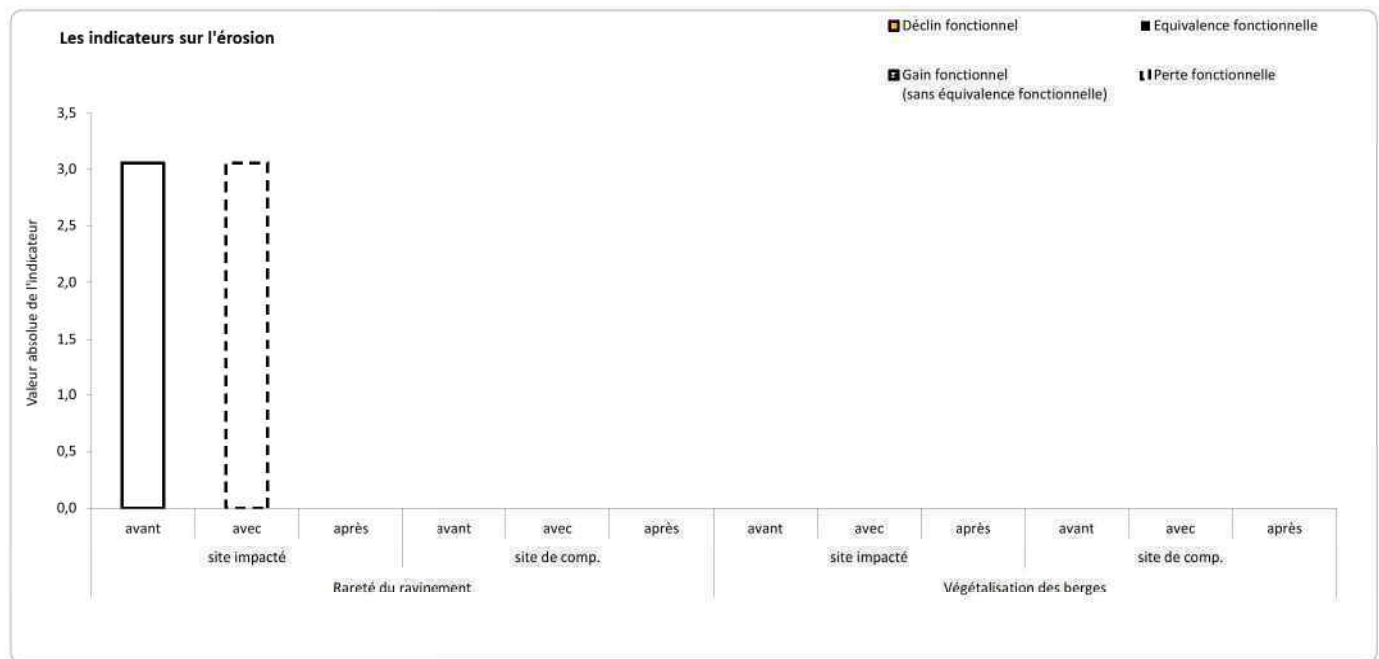 Les indicateurs sur l'érosion
Déclin fonctionnel
Equivalence fonctionnelle
Gain fonctionnel
(sans équivalence fonctionnelle)
Perte fonctionnelle
Valeur absolue de l'indicateur
3,5
3,0
2,5
2,0
1,5
1,0
0,5
0,0
avant avec après avant avec après avant avec après avant avec après
site impacté site de comp. site impacté site de comp.
Rareté du ravinement Végétalisation des berges